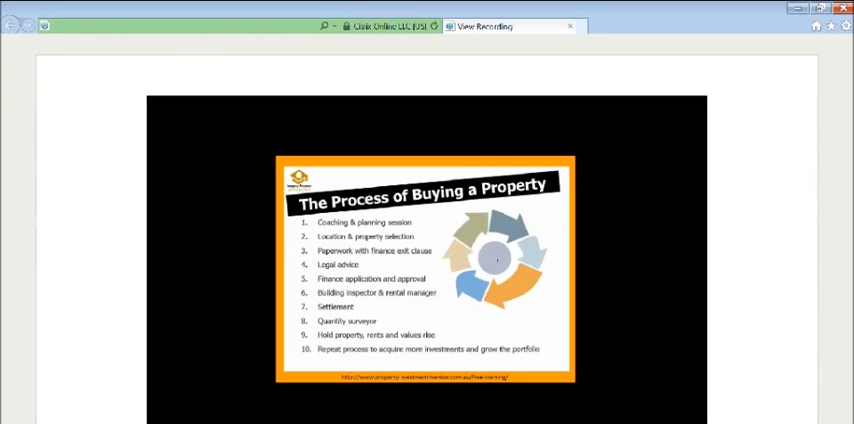 Citrix Online LLC [US]
View Recording
The Process of Buying a Property
1. Coaching & planning session
2. Location & property selection
3. Paperwork with finance exit clause
4. Legal advice
5. Finance application and approval
6. Building inspector & rental manager
7. Settlement
8. Quantity surveyor
9. Hold property, rents and values rise
10. Repeat process to acquire more investments and grow the portfolio